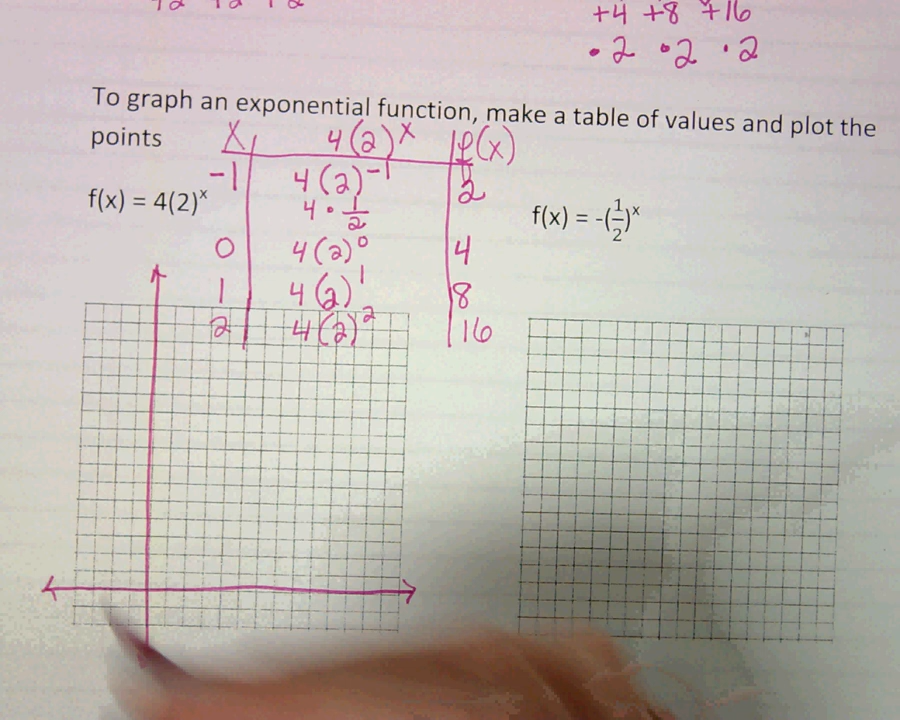 +4 +8 +16
• 2 • 2 • 2
To graph an exponential function, make a table of values and plot the
points
x 4(2)^x f(x)
-1 4(2)^-1 2
4 • 1/2
f(x) = 4(2)^x
f(x) = -(1/2)^x
0 4(2)^0 4
1 4(2)^1 8
2 4(2)^2 16